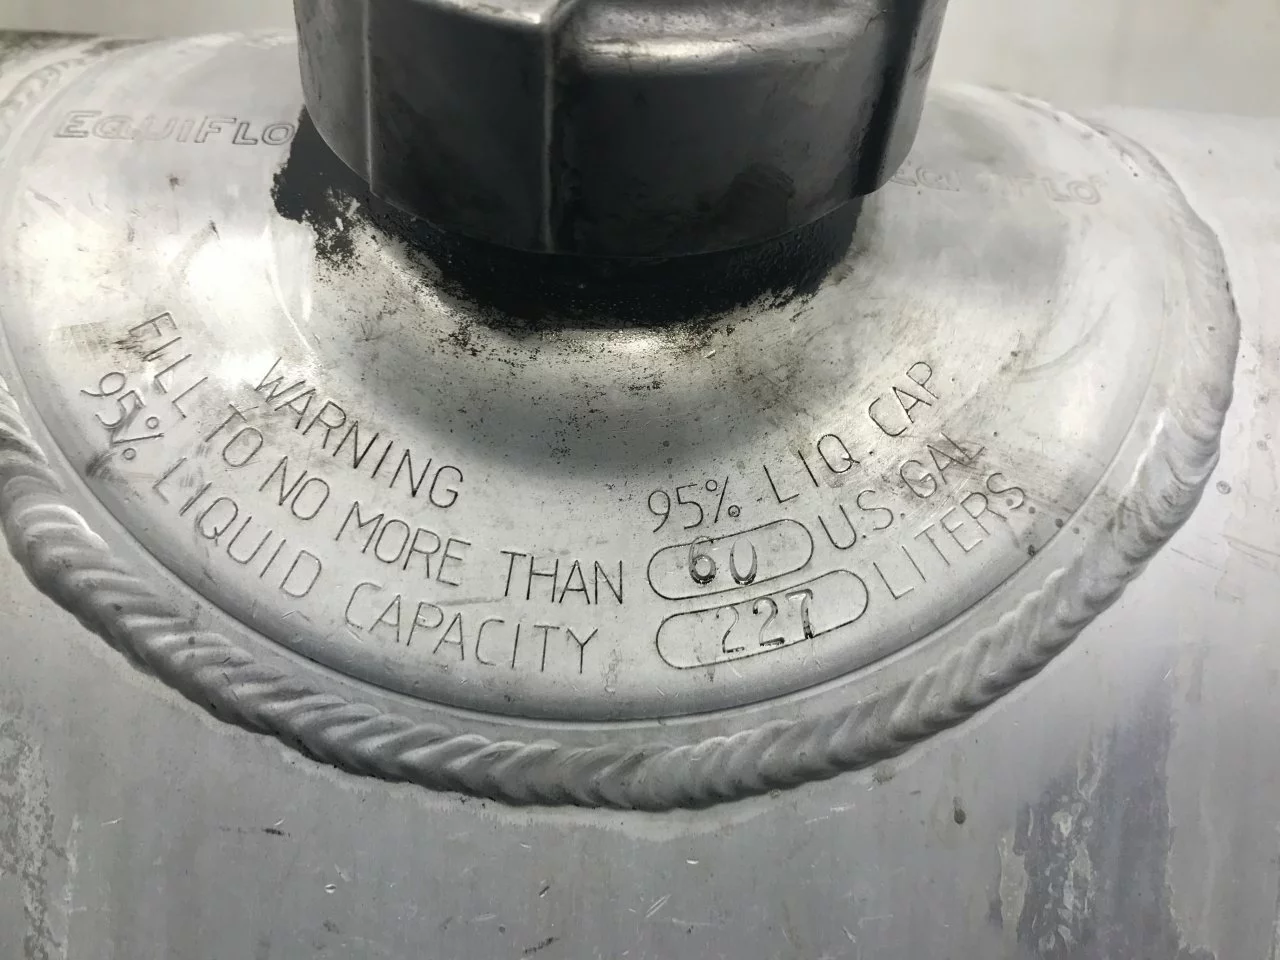 EQUIFLO
EQUIFLO
WARNING
FILL TO NO MORE THAN
95% LIQUID CAPACITY
95% LIQ. CAP
60 U.S. GAL
227 LITERS.